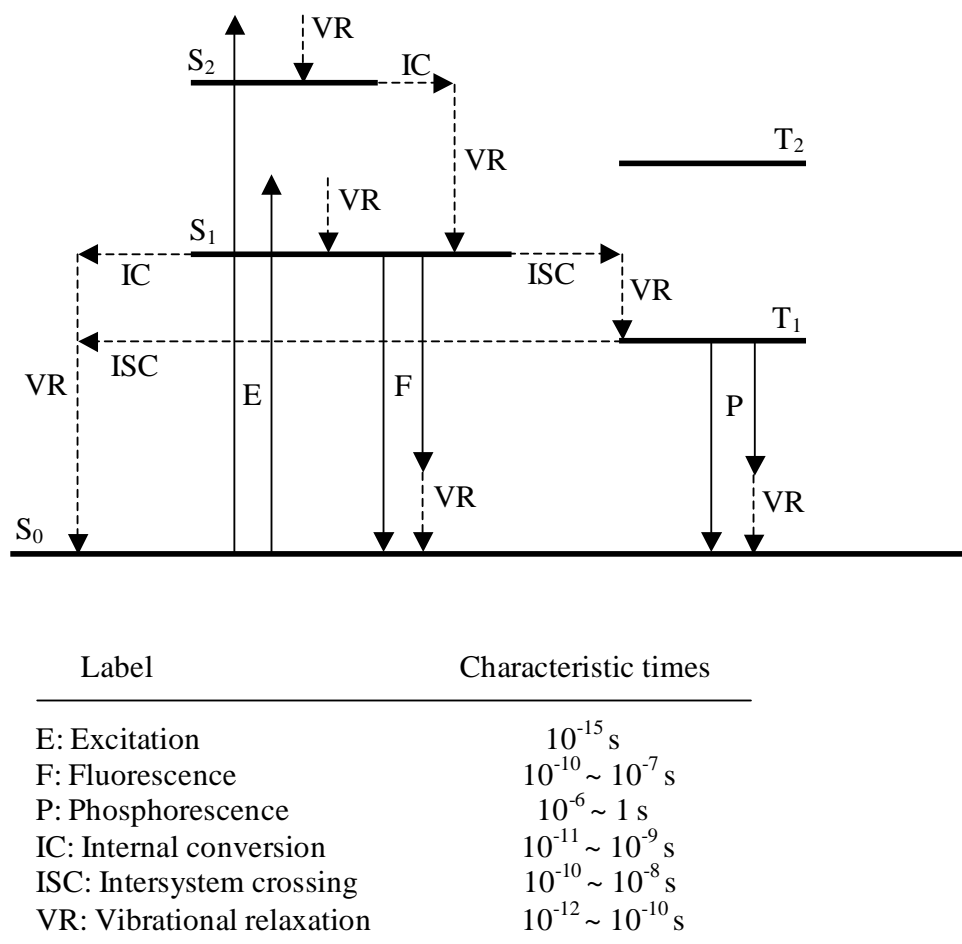 VR
S₂
IC
T₂
VR
VR
S₁
IC
ISC
VR
T₁
ISC
VR
E
F
P
VR
VR
S₀
Label Characteristic times
E: Excitation 10⁻¹⁵ s
F: Fluorescence 10⁻¹⁰ ~ 10⁻⁷ s
P: Phosphorescence 10⁻⁶ ~ 1 s
IC: Internal conversion 10⁻¹¹ ~ 10⁻⁹ s
ISC: Intersystem crossing 10⁻¹⁰ ~ 10⁻⁸ s
VR: Vibrational relaxation 10⁻¹² ~ 10⁻¹⁰ s